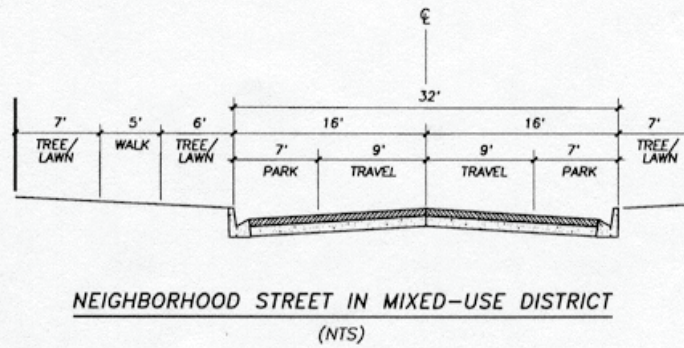 ℄
32'
7' 5' 6' 16' 16' 7'
TREE/ LAWN WALK TREE/ LAWN TREE/ LAWN
7' 9' 9' 7'
PARK TRAVEL TRAVEL PARK
NEIGHBORHOOD STREET IN MIXED-USE DISTRICT
(NTS)